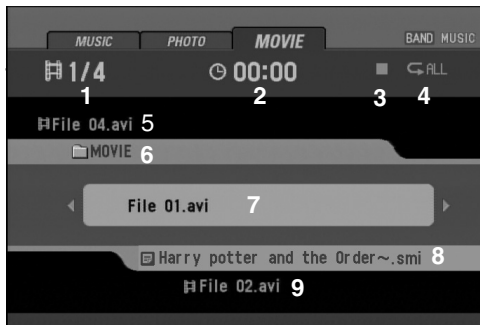 MUSIC PHOTO MOVIE BAND MUSIC
1/4 00:00 ALL
1 2 3 4
File 04.avi 5
MOVIE 6
File 01.avi 7
Harry potter and the Order~.smi 8
File 02.avi 9